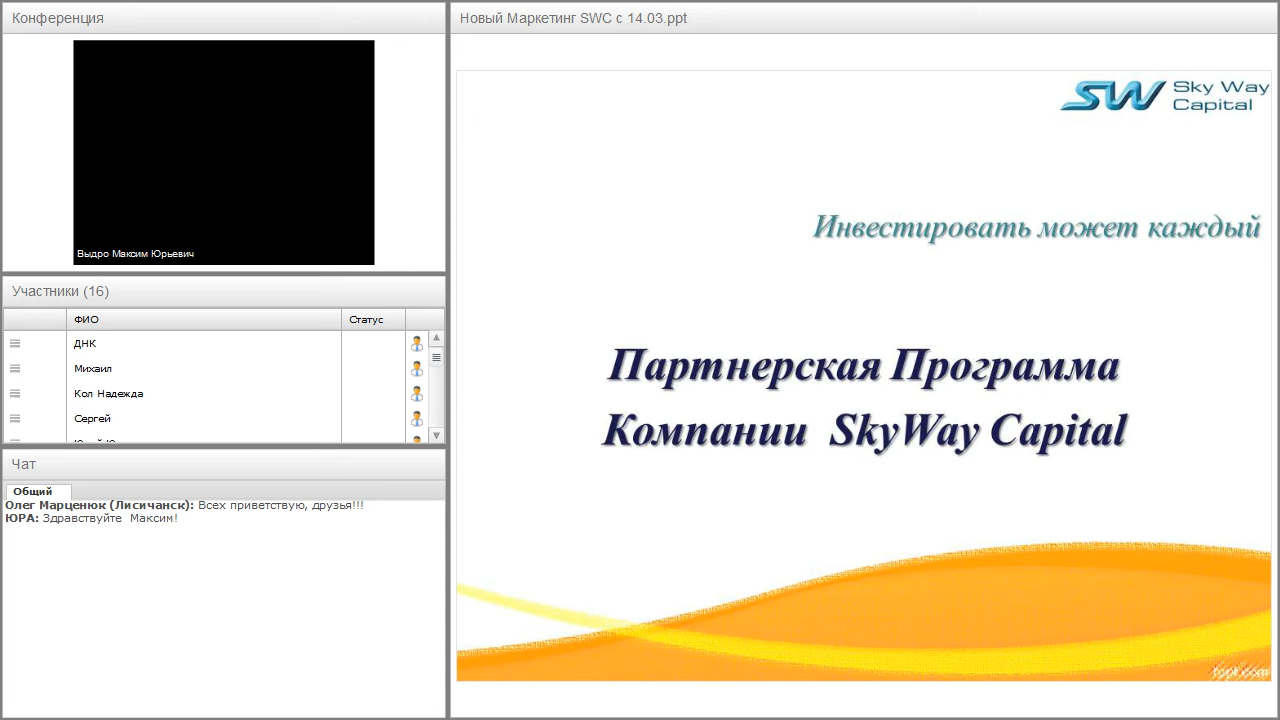 Конференция
Выдро Максим Юрьевич
Участники (16)
ФИО Статус
ДНК
Михаил
Кол Надежда
Сергей
Чат
Общий
Олег Марценюк (Лисичанск): Всех приветствую, друзья!!!
ЮРА: Здравствуйте Максим!
Новый Маркетинг SWC с 14.03.ppt
SW Sky Way
Capital
Инвестировать может каждый
Партнерская Программа
Компании SkyWay Capital
fppt.com